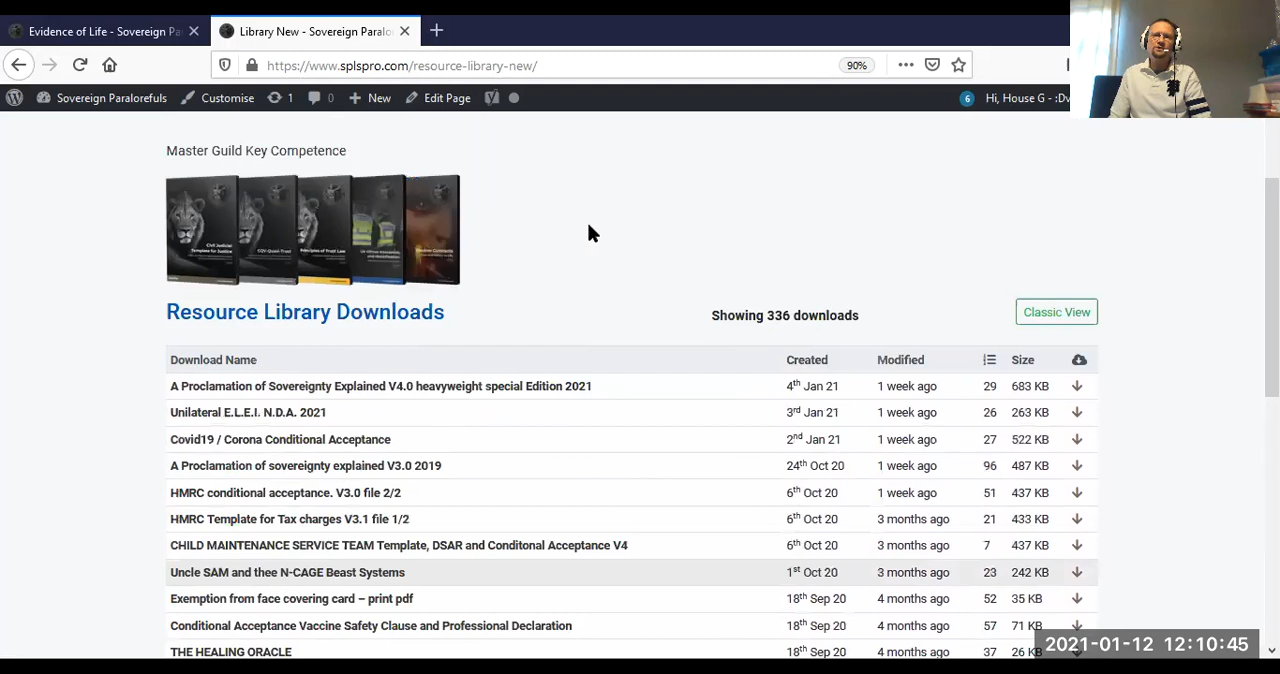 Evidence of Life - Sovereign Pa
Library New - Sovereign Paralo
https://www.splspro.com/resource-library-new/
90%
Sovereign Paralorefuls
Customise
1
0
New
Edit Page
6
Hi, House G - :Dv
Master Guild Key Competence
Civil Judicial
Template for Justice
Principles of Trust Law
Resource Library Downloads
Showing 336 downloads
Classic View
Download Name Created Modified Size
A Proclamation of Sovereignty Explained V4.0 heavyweight special Edition 2021 4th Jan 21 1 week ago 29 683 KB
Unilateral E.L.E.I. N.D.A. 2021 3rd Jan 21 1 week ago 26 263 KB
Covid19 / Corona Conditional Acceptance 2nd Jan 21 1 week ago 27 522 KB
A Proclamation of sovereignty explained V3.0 2019 24th Oct 20 1 week ago 96 487 KB
HMRC conditional acceptance. V3.0 file 2/2 6th Oct 20 1 week ago 51 437 KB
HMRC Template for Tax charges V3.1 file 1/2 6th Oct 20 3 months ago 21 433 KB
CHILD MAINTENANCE SERVICE TEAM Template, DSAR and Conditonal Acceptance V4 6th Oct 20 3 months ago 7 437 KB
Uncle SAM and thee N-CAGE Beast Systems 1st Oct 20 3 months ago 23 242 KB
Exemption from face covering card – print pdf 18th Sep 20 4 months ago 52 35 KB
Conditional Acceptance Vaccine Safety Clause and Professional Declaration 18th Sep 20 4 months ago 57 71 KB
THE HEALING ORACLE 18th Sep 20 4 months ago 37 26 KB
2021-01-12 12:10:45